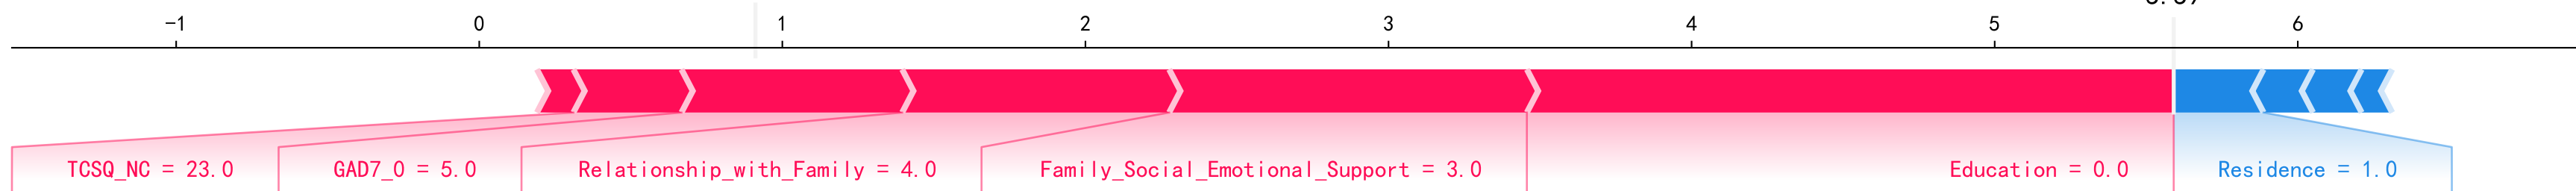 -1 0 1 2 3 4 5 6
TCSQ_NC = 23.0 GAD7_0 = 5.0 Relationship_with_Family = 4.0 Family_Social_Emotional_Support = 3.0 Education = 0.0 Residence = 1.0